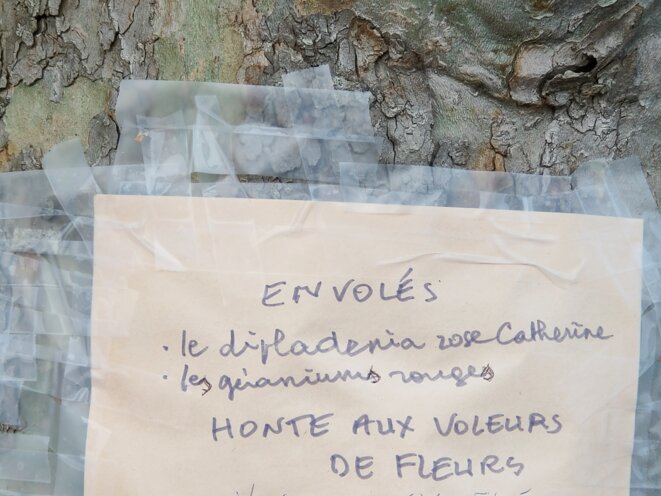 ENVOLÉS
· le dipladenia rose Catherine
· les géraniums rouges
HONTE AUX VOLEURS
DE FLEURS